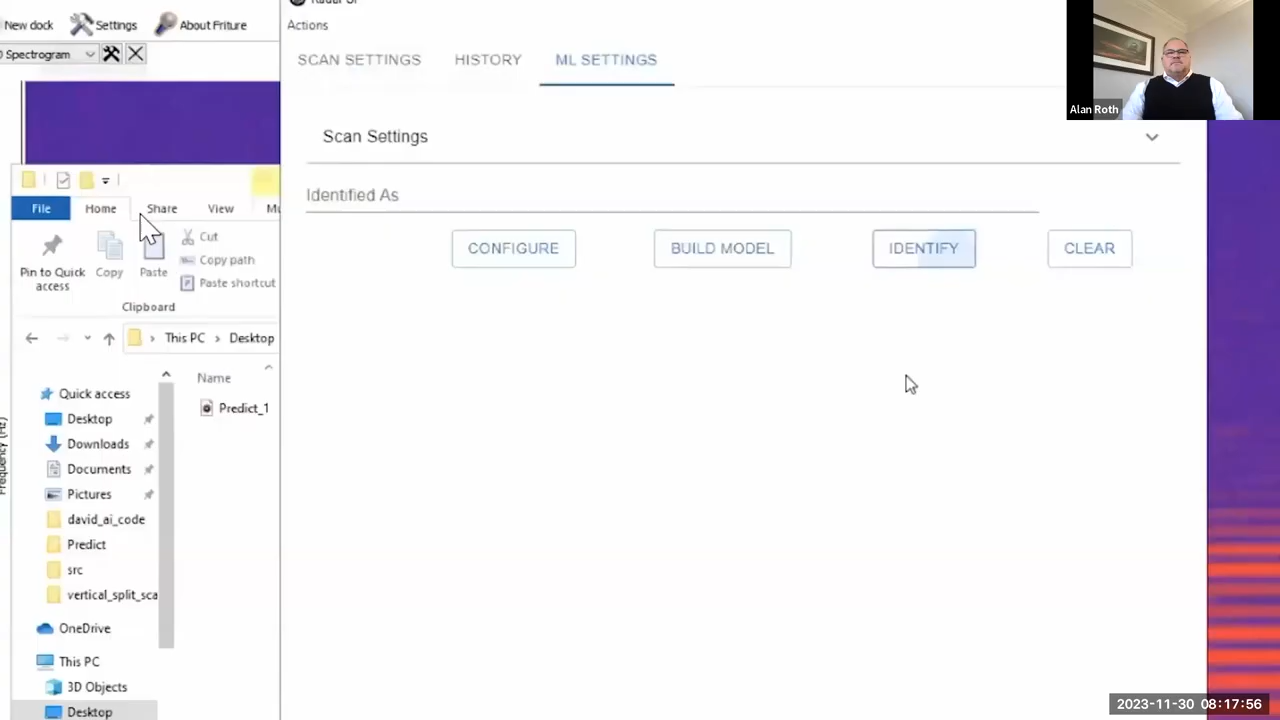 New dock
Settings
About Friture
Spectrogram
Actions
SCAN SETTINGS
HISTORY
ML SETTINGS
Alan Roth
Scan Settings
Identified As
CONFIGURE
BUILD MODEL
IDENTIFY
CLEAR
File
Home
Share
View
Cut
Copy path
Paste shortcut
Pin to Quick access
Copy
Paste
Clipboard
This PC > Desktop
Name
Predict_1
Quick access
Desktop
Downloads
Documents
Pictures
david_ai_code
Predict
src
vertical_split_sca
OneDrive
This PC
3D Objects
Desktop
Frequency (Hz)
2023-11-30 08:17:56